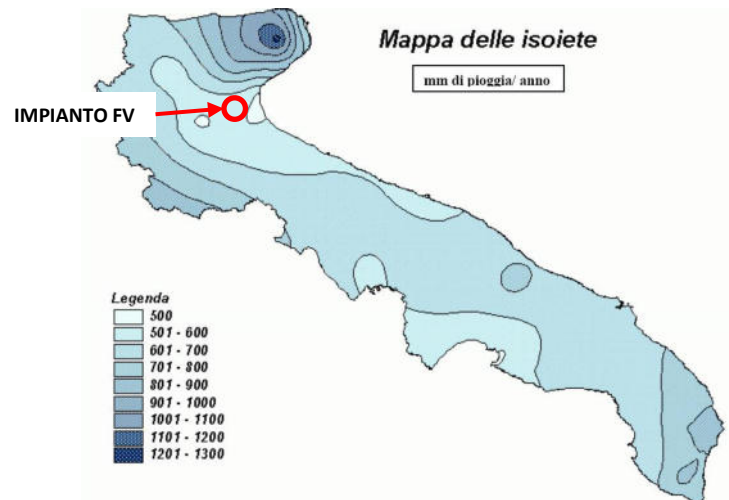 Mappa delle isoiete
mm di pioggia/ anno
IMPIANTO FV
Legenda
500
501 - 600
601 - 700
701 - 800
801 - 900
901 - 1000
1001 - 1100
1101 - 1200
1201 - 1300